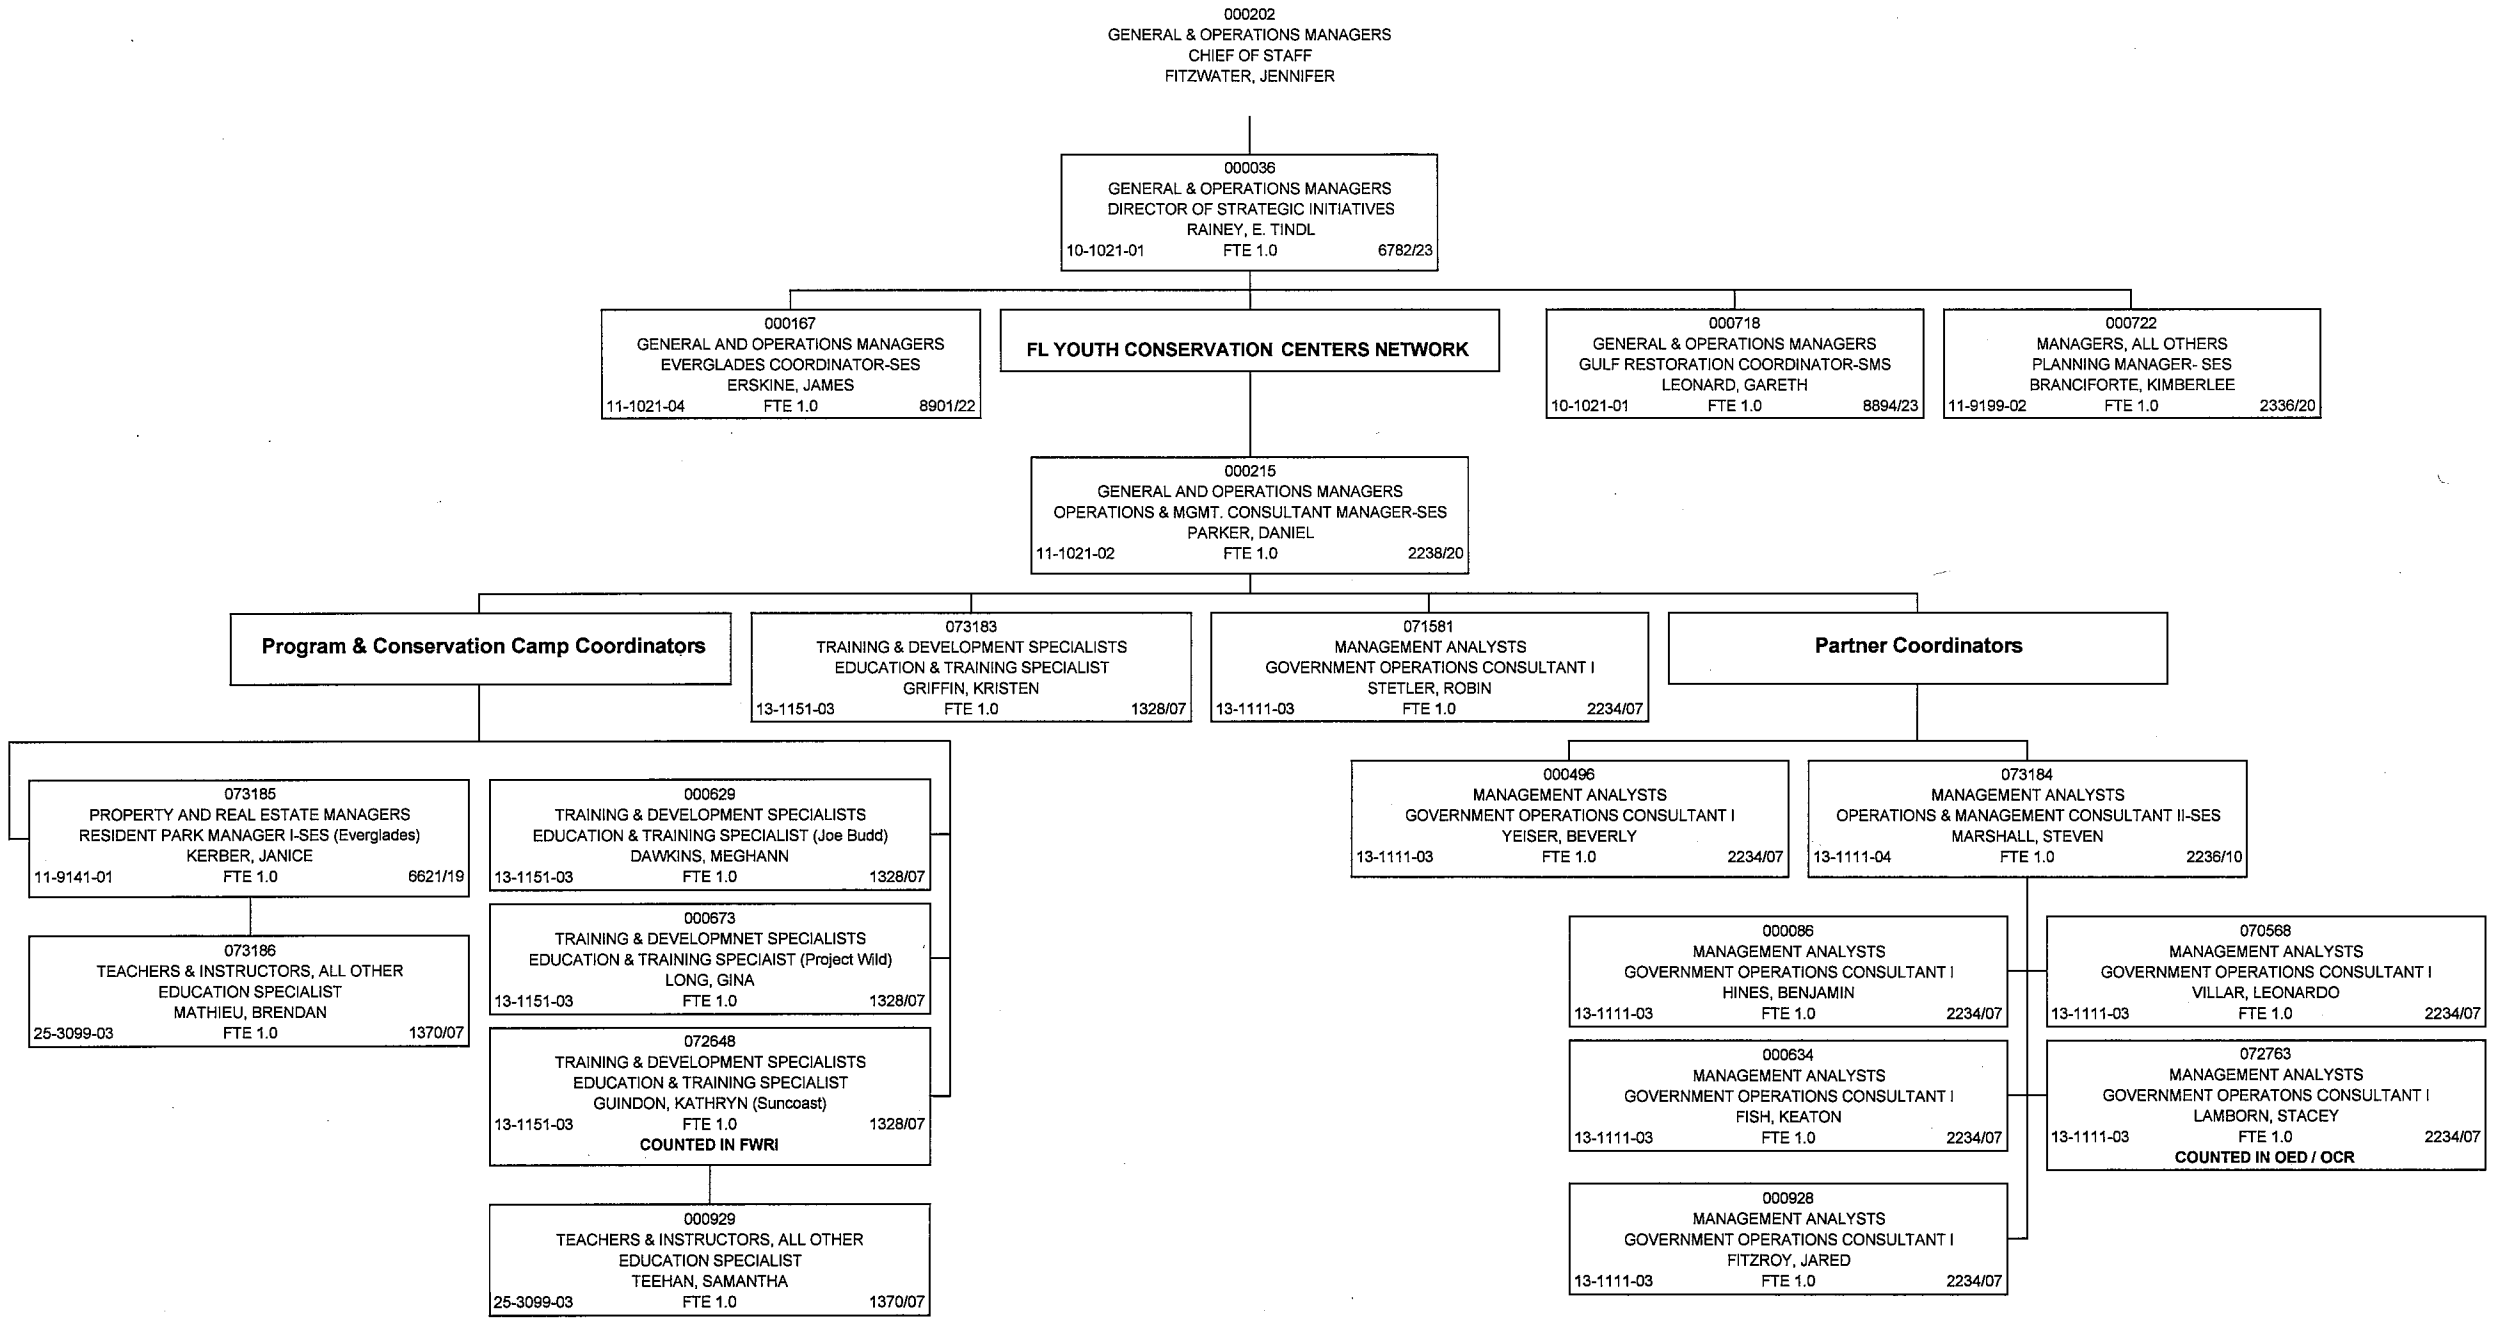 000202
GENERAL & OPERATIONS MANAGERS
CHIEF OF STAFF
FITZWATER, JENNIFER
000036
GENERAL & OPERATIONS MANAGERS
DIRECTOR OF STRATEGIC INITIATIVES
RAINEY, E. TINDL
10-1021-01 FTE 1.0 6782/23
000167
GENERAL AND OPERATIONS MANAGERS
EVERGLADES COORDINATOR-SES
ERSKINE, JAMES
11-1021-04 FTE 1.0 8901/22
FL YOUTH CONSERVATION CENTERS NETWORK
000718
GENERAL & OPERATIONS MANAGERS
GULF RESTORATION COORDINATOR-SMS
LEONARD, GARETH
10-1021-01 FTE 1.0 8894/23
000722
MANAGERS, ALL OTHERS
PLANNING MANAGER- SES
BRANCIFORTE, KIMBERLEE
11-9199-02 FTE 1.0 2336/20
000215
GENERAL AND OPERATIONS MANAGERS
OPERATIONS & MGMT. CONSULTANT MANAGER-SES
PARKER, DANIEL
11-1021-02 FTE 1.0 2238/20
Program & Conservation Camp Coordinators
073183
TRAINING & DEVELOPMENT SPECIALISTS
EDUCATION & TRAINING SPECIALIST
GRIFFIN, KRISTEN
13-1151-03 FTE 1.0 1328/07
071581
MANAGEMENT ANALYSTS
GOVERNMENT OPERATIONS CONSULTANT I
STETLER, ROBIN
13-1111-03 FTE 1.0 2234/07
Partner Coordinators
073185
PROPERTY AND REAL ESTATE MANAGERS
RESIDENT PARK MANAGER I-SES (Everglades)
KERBER, JANICE
11-9141-01 FTE 1.0 6621/19
073186
TEACHERS & INSTRUCTORS, ALL OTHER
EDUCATION SPECIALIST
MATHIEU, BRENDAN
25-3099-03 FTE 1.0 1370/07
000629
TRAINING & DEVELOPMENT SPECIALISTS
EDUCATION & TRAINING SPECIALIST (Joe Budd)
DAWKINS, MEGHANN
13-1151-03 FTE 1.0 1328/07
000673
TRAINING & DEVELOPMNET SPECIALISTS
EDUCATION & TRAINING SPECIAIST (Project Wild)
LONG, GINA
13-1151-03 FTE 1.0 1328/07
072648
TRAINING & DEVELOPMENT SPECIALISTS
EDUCATION & TRAINING SPECIALIST
GUINDON, KATHRYN (Suncoast)
13-1151-03 FTE 1.0 1328/07
COUNTED IN FWRI
000929
TEACHERS & INSTRUCTORS, ALL OTHER
EDUCATION SPECIALIST
TEEHAN, SAMANTHA
25-3099-03 FTE 1.0 1370/07
000496
MANAGEMENT ANALYSTS
GOVERNMENT OPERATIONS CONSULTANT I
YEISER, BEVERLY
13-1111-03 FTE 1.0 2234/07
073184
MANAGEMENT ANALYSTS
OPERATIONS & MANAGEMENT CONSULTANT II-SES
MARSHALL, STEVEN
13-1111-04 FTE 1.0 2236/10
000086
MANAGEMENT ANALYSTS
GOVERNMENT OPERATIONS CONSULTANT I
HINES, BENJAMIN
13-1111-03 FTE 1.0 2234/07
070568
MANAGEMENT ANALYSTS
GOVERNMENT OPERATIONS CONSULTANT I
VILLAR, LEONARDO
13-1111-03 FTE 1.0 2234/07
000634
MANAGEMENT ANALYSTS
GOVERNMENT OPERATIONS CONSULTANT I
FISH, KEATON
13-1111-03 FTE 1.0 2234/07
072763
MANAGEMENT ANALYSTS
GOVERNMENT OPERATONS CONSULTANT I
LAMBORN, STACEY
13-1111-03 FTE 1.0 2234/07
COUNTED IN OED / OCR
000928
MANAGEMENT ANALYSTS
GOVERNMENT OPERATIONS CONSULTANT I
FITZROY, JARED
13-1111-03 FTE 1.0 2234/07